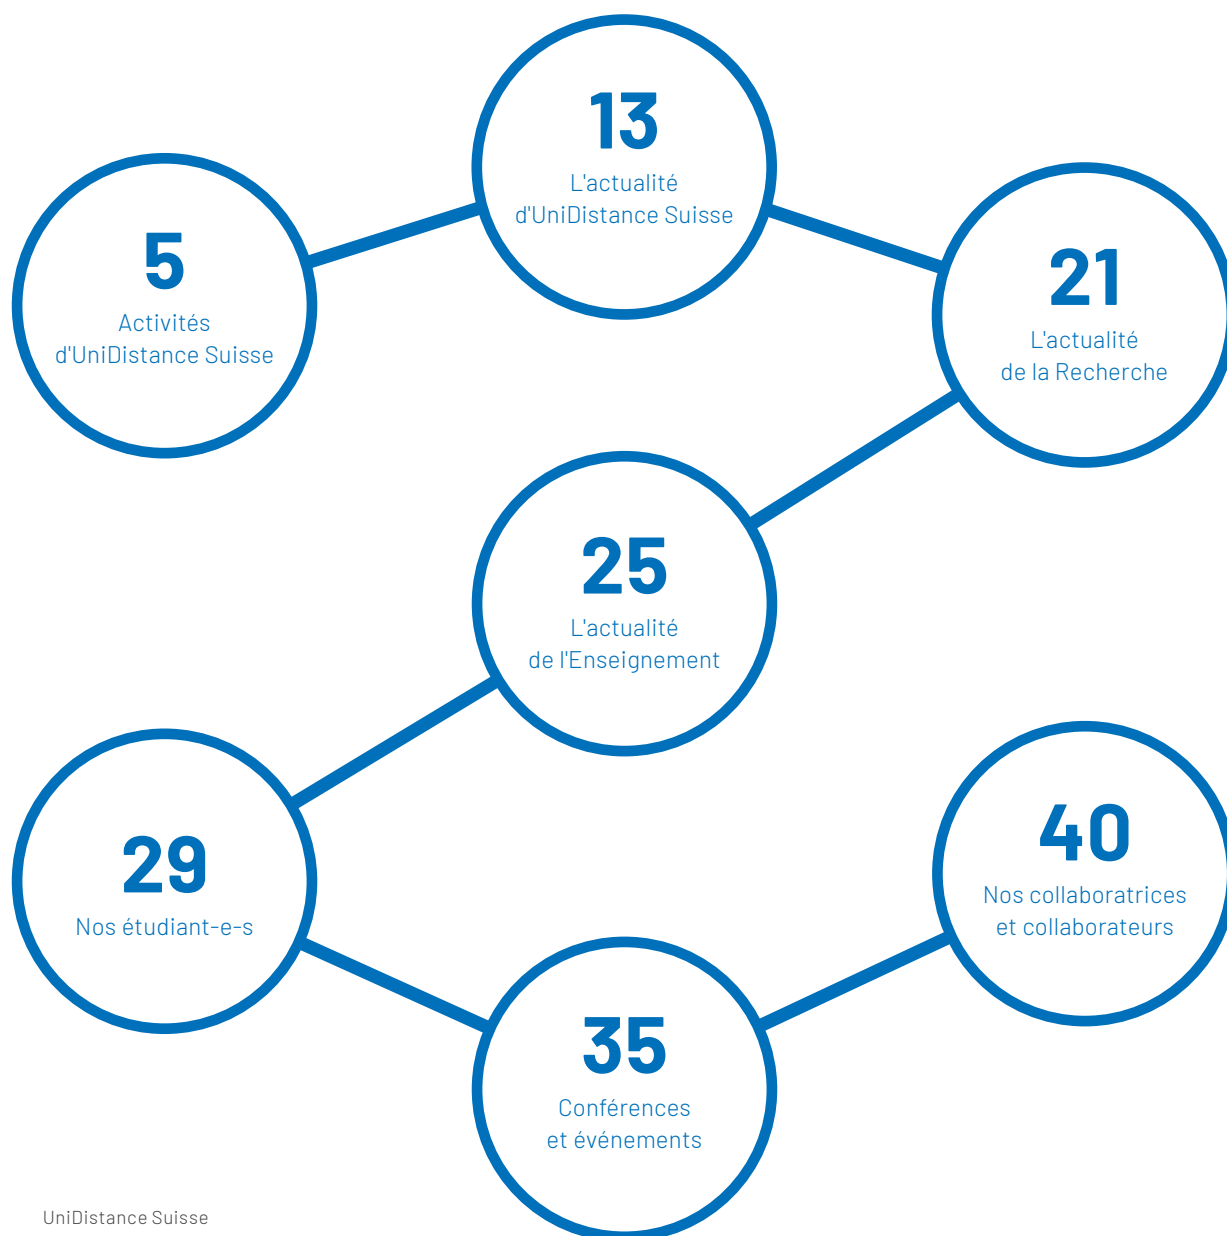 5
Activités
d'UniDistance Suisse
13
L'actualité
d'UniDistance Suisse
21
L'actualité
de la Recherche
25
L'actualité
de l'Enseignement
29
Nos étudiant-e-s
35
Conférences
et événements
40
Nos collaboratrices
et collaborateurs
UniDistance Suisse